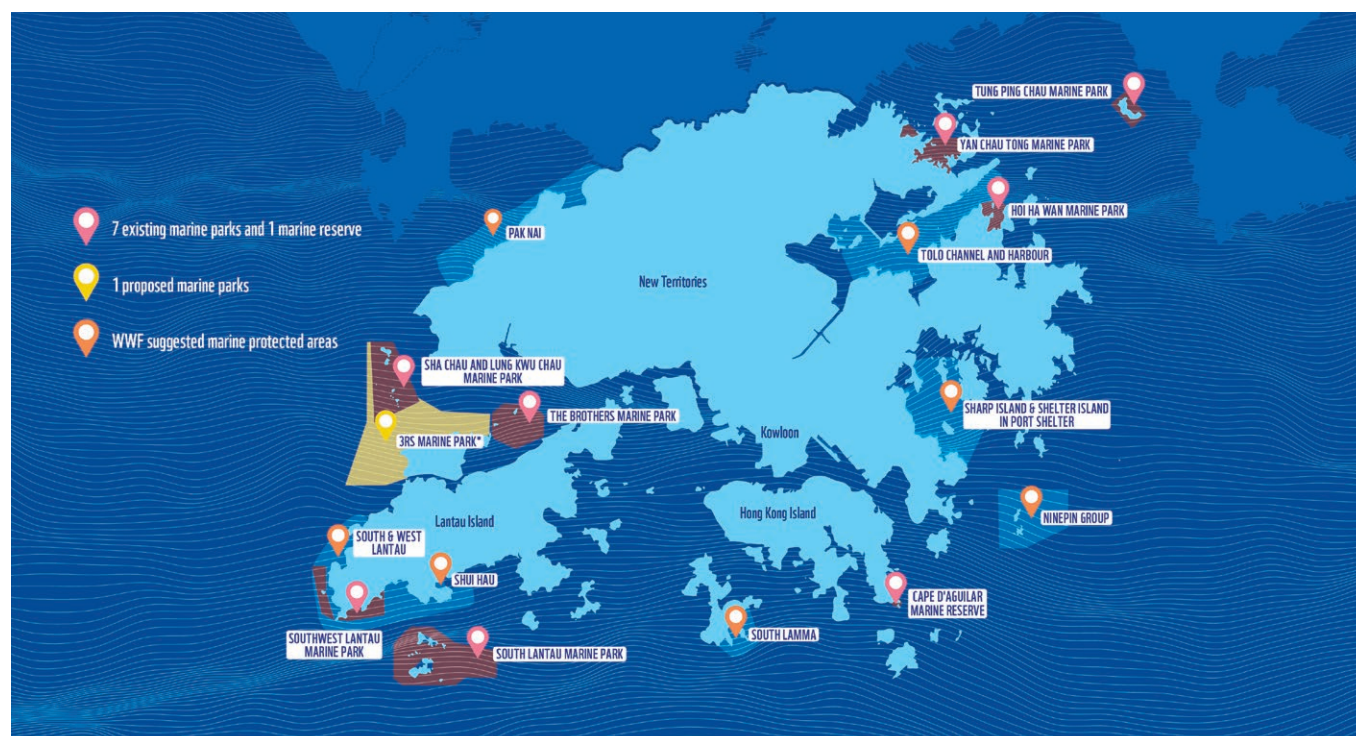 7 existing marine parks and 1 marine reserve
1 proposed marine parks
WWF suggested marine protected areas
TUNG PING CHAU MARINE PARK
YAN CHAU TONG MARINE PARK
HOI HA WAN MARINE PARK
PAK NAI
TOLO CHANNEL AND HARBOUR
New Territories
SHA CHAU AND LUNG KWU CHAU
MARINE PARK
THE BROTHERS MARINE PARK
3RS MARINE PARK*
SHARP ISLAND & SHELTER ISLAND
IN PORT SHELTER
Kowloon
NINEPIN GROUP
Lantau Island
Hong Kong Island
SOUTH & WEST
LANTAU
SHUI HAU
CAPE D'AGUILAR
MARINE RESERVE
SOUTHWEST LANTAU
MARINE PARK
SOUTH LANTAU MARINE PARK
SOUTH LAMMA